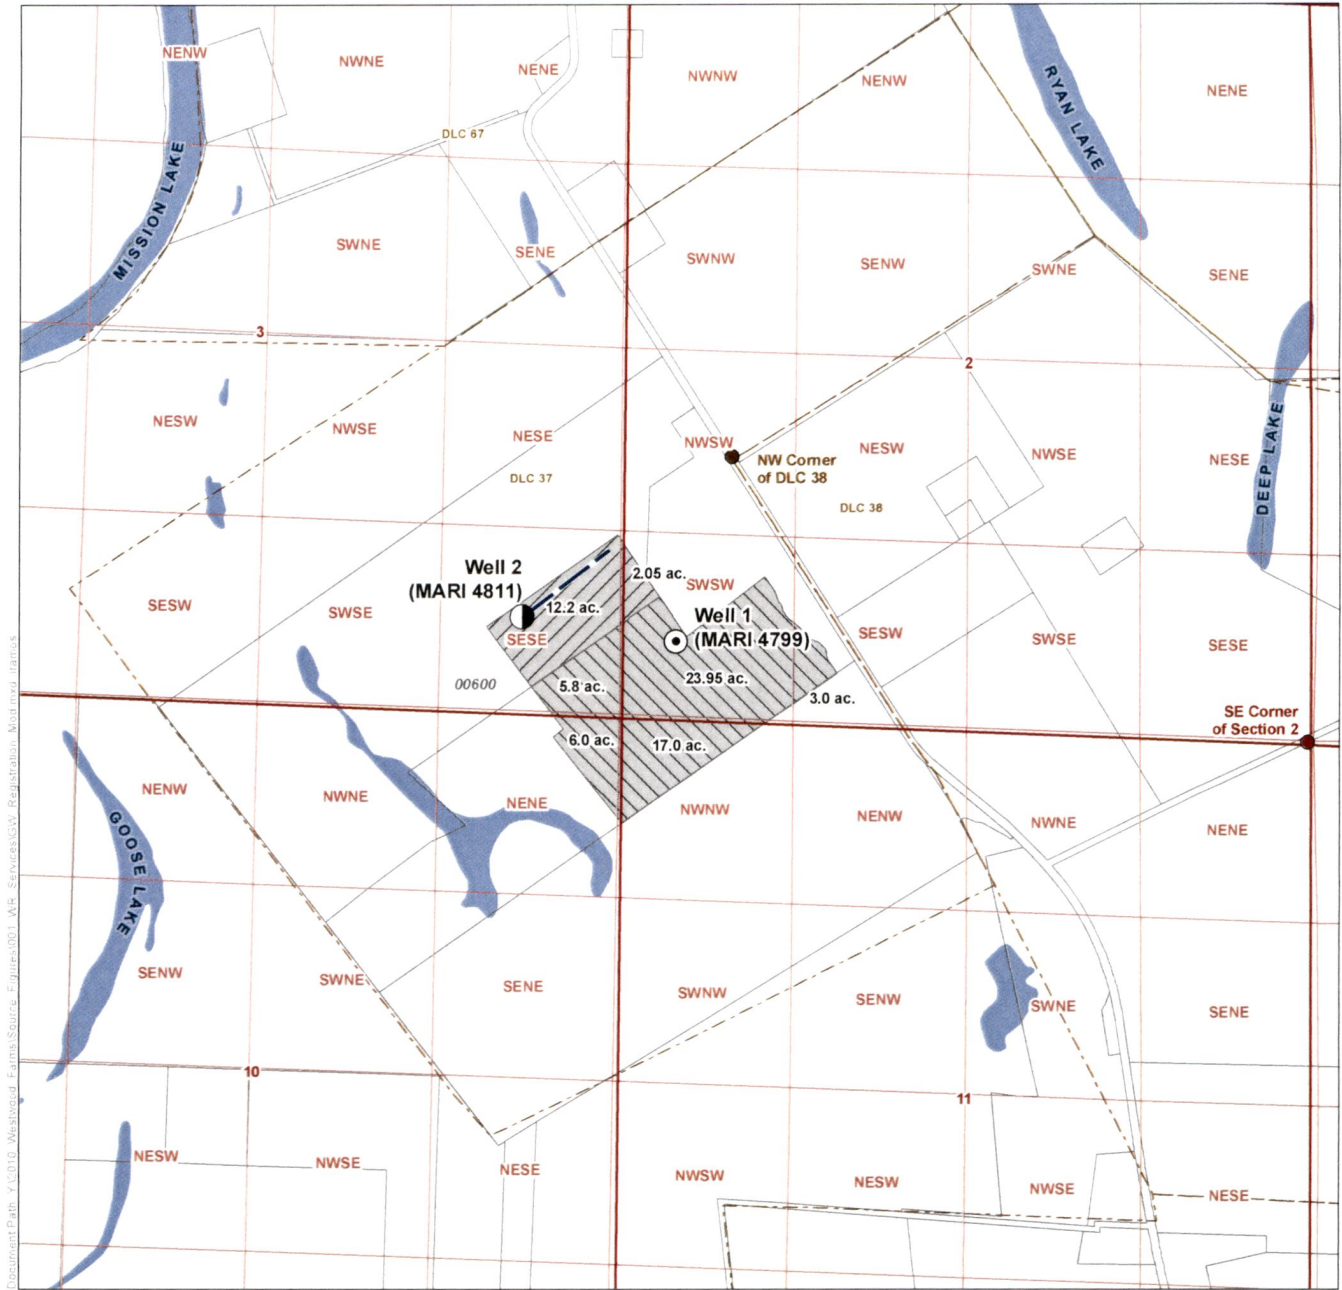 NENW
NWNE
NENE
NWNW
NENW
NENE
RYAN LAKE
DLC 67
MISSION LAKE
SWNE
SENE
SWNW
SENW
SWNE
SENE
3
2
NESW
NWSE
NESE
NWSW
NESW
NWSE
NESE
DEEP LAKE
NW Corner
of DLC 38
DLC 37
DLC 38
Well 2
(MARI 4811)
2.05 ac.
SWSW
12.2 ac.
SESW
SWSE
SESE
Well 1
(MARI 4799)
SESW
SWSE
SESE
00600
5.8 ac.
23.95 ac.
3.0 ac.
SE Corner
of Section 2
6.0 ac.
17.0 ac.
NENW
NWNE
NENE
NWNW
NENW
NWNE
NENE
GOOSE LAKE
SENW
SWNE
SENE
SWNW
SENW
SWNE
SENE
10
11
NESW
NWSE
NESE
NWSW
NESW
NWSE
NESE